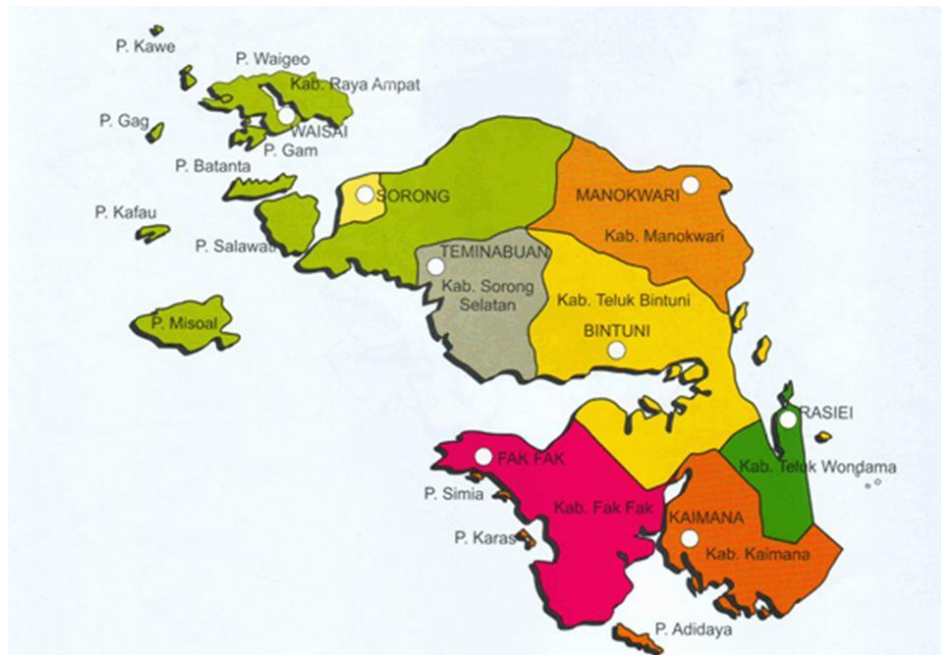 P. Kawe
P. Waigeo
Kab. Raya Ampat
P. Gag
WAISAI
P. Gam
P. Batanta
SORONG
MANOKWARI
P. Kafau
Kab. Manokwari
P. Salawati
TEMINABUAN
Kab. Sorong
Selatan
Kab. Teluk Bintuni
P. Misoal
BINTUNI
RASIEI
FAK FAK
Kab. Teluk Wondama
P. Simia
Kab. Fak Fak
KAIMANA
P. Karas
Kab. Kaimana
P. Adidaya